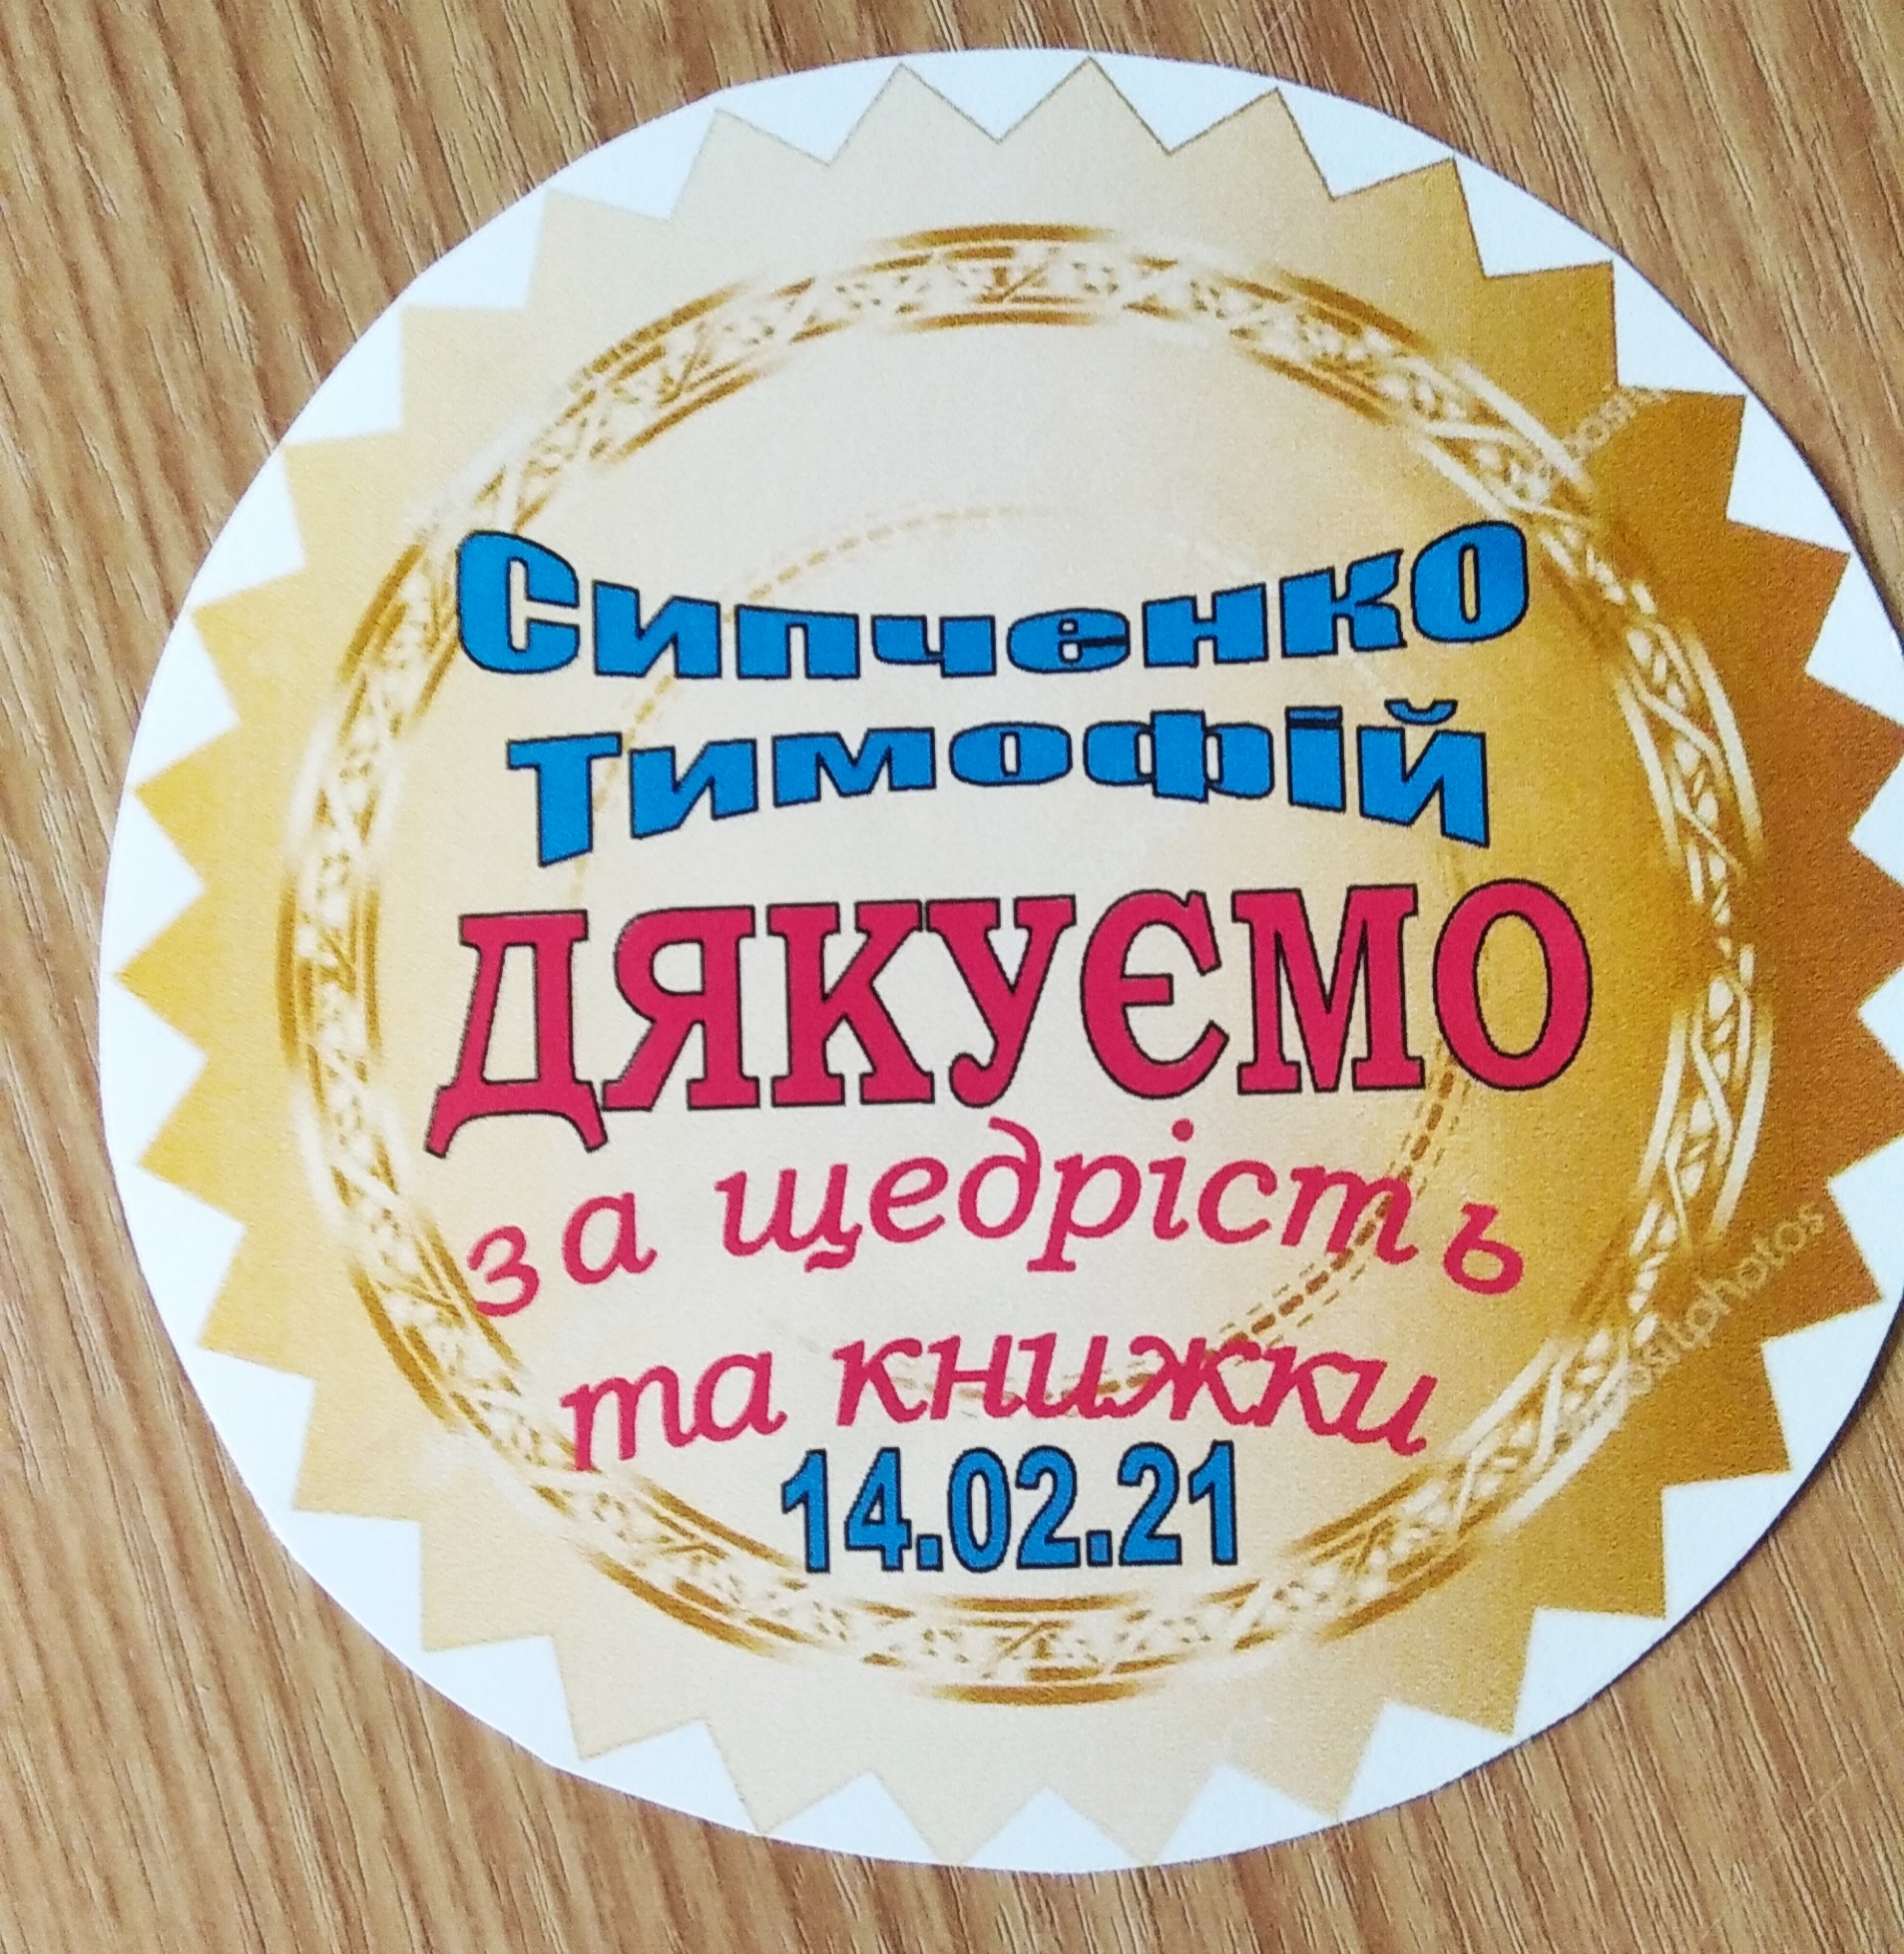 Сипченко
Тимофій
ДЯКУЄМО
за щедрість
та книжки
14.02.21